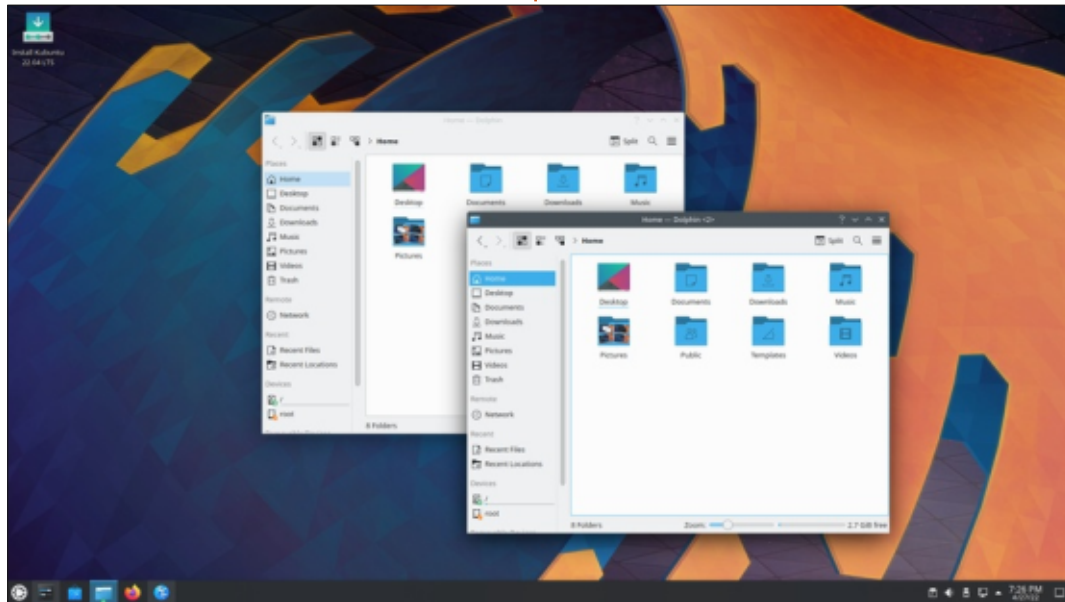 Install Kubuntu
22.04 LTS
Home — Dolphin
Home
Split
Places
Home
Desktop
Documents
Downloads
Music
Pictures
Videos
Trash
Remote
Network
Recent
Recent Files
Recent Locations
Devices
/
root
Desktop
Documents
Downloads
Music
Pictures
8 Folders
Home — Dolphin <2>
Home
Split
Places
Home
Desktop
Documents
Downloads
Music
Pictures
Videos
Trash
Remote
Network
Recent
Recent Files
Recent Locations
Devices
/
root
Desktop
Documents
Downloads
Music
Pictures
Public
Templates
Videos
8 Folders
Zoom:
2.7 GiB free
7:26 PM
4/27/22